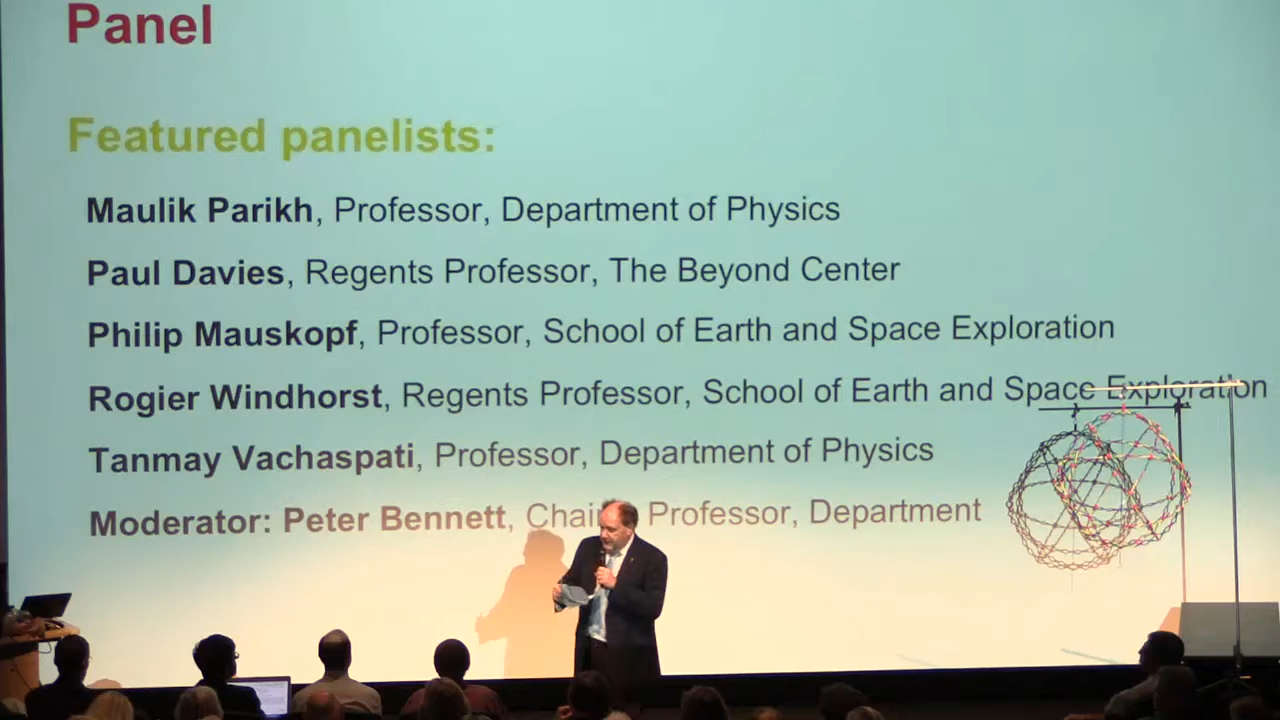 Panel
Featured panelists:
Maulik Parikh, Professor, Department of Physics
Paul Davies, Regents Professor, The Beyond Center
Philip Mauskopf, Professor, School of Earth and Space Exploration
Rogier Windhorst, Regents Professor, School of Earth and Space Exploration
Tanmay Vachaspati, Professor, Department of Physics
Moderator: Peter Bennett, Professor, Department